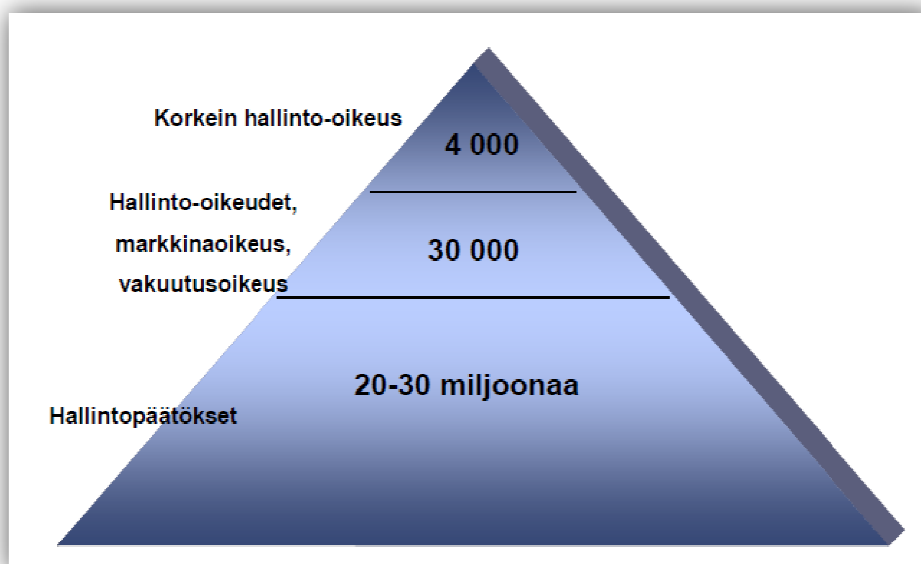 Korkein hallinto-oikeus
4 000
Hallinto-oikeudet,
markkinaoikeus,
vakuutusoikeus
30 000
20-30 miljoonaa
Hallintopäätökset